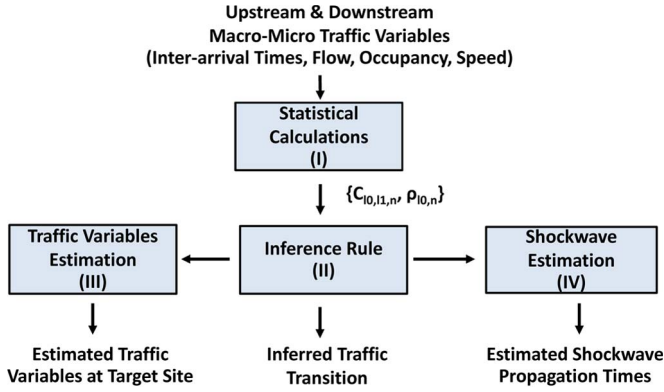 Upstream & Downstream
Macro-Micro Traffic Variables
(Inter-arrival Times, Flow, Occupancy, Speed)
Statistical
Calculations
(I)
{C_{l0,l1,n}, ρ_{l0,n}}
Traffic Variables
Estimation
(III)
Inference Rule
(II)
Shockwave
Estimation
(IV)
Estimated Traffic
Variables at Target Site
Inferred Traffic
Transition
Estimated Shockwave
Propagation Times